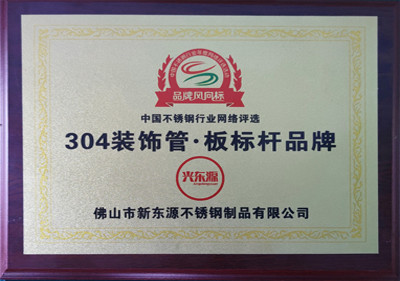 品牌风向标
中国不锈钢行业网络评选
304装饰管·板标杆品牌
兴东源
佛山市新东源不锈钢制品有限公司